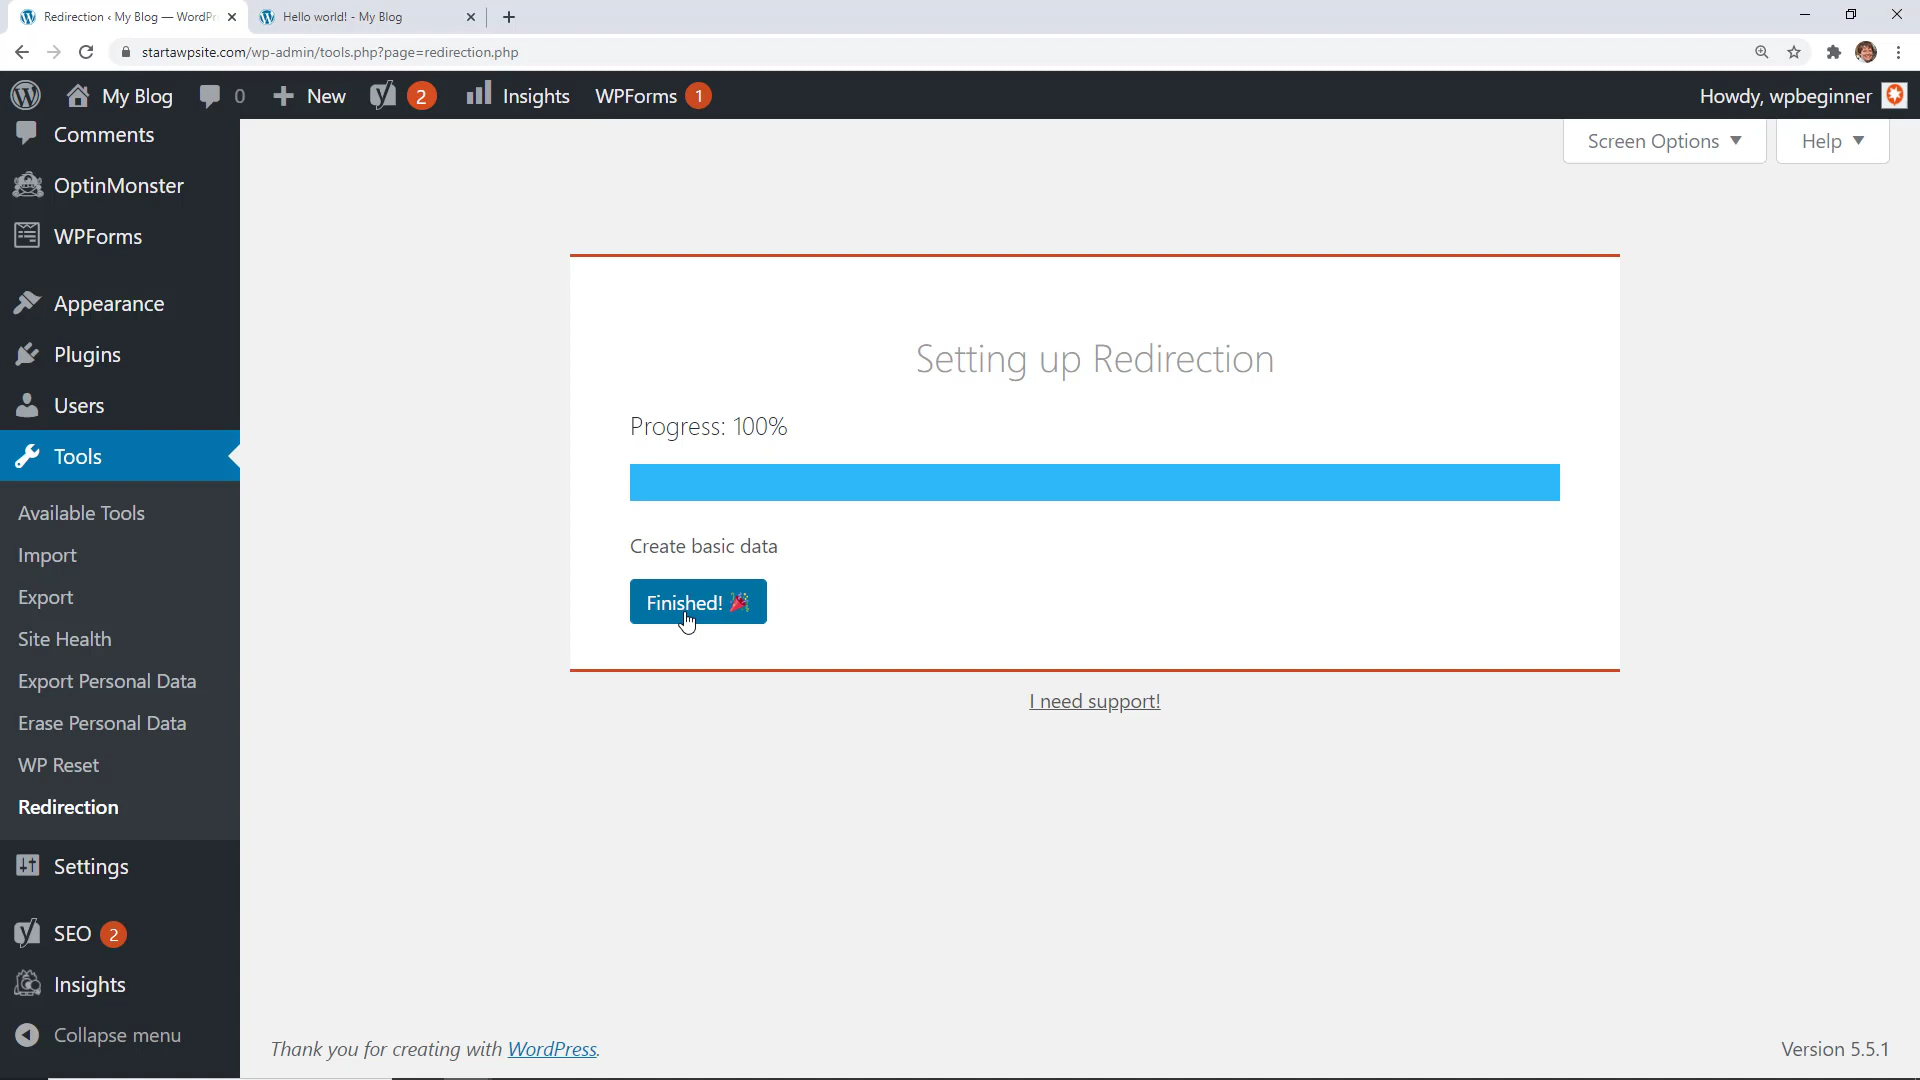 Redirection ‹ My Blog — WordPr
Hello world! - My Blog
startawpsite.com/wp-admin/tools.php?page=redirection.php
My Blog
0
New
2
Insights
WPForms 1
Howdy, wpbeginner
Comments
OptinMonster
WPForms
Appearance
Plugins
Users
Tools
Available Tools
Import
Export
Site Health
Export Personal Data
Erase Personal Data
WP Reset
Redirection
Settings
SEO 2
Insights
Collapse menu
Screen Options
Help
Setting up Redirection
Progress: 100%
Create basic data
Finished! 🎉
I need support!
Thank you for creating with WordPress.
Version 5.5.1